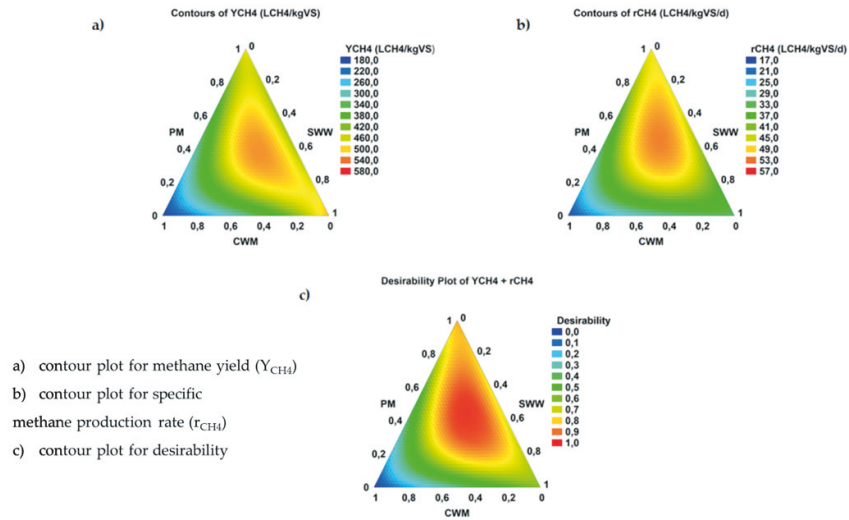 a)
Contours of YCH4 (LCH4/kgVS)
YCH4 (LCH4/kgVS)
180,0
220,0
260,0
300,0
340,0
380,0
420,0
460,0
500,0
540,0
580,0
1 0
0,2
0,4
0,6
0,8
1
PM
0,6
0,4
0,2
0
SWW
1 0,8 0,6 0,4 0,2 0
CWM
b)
Contours of rCH4 (LCH4/kgVS/d)
rCH4 (LCH4/kgVS/d)
17,0
21,0
25,0
29,0
33,0
37,0
41,0
45,0
49,0
53,0
57,0
1 0
0,8
0,2
0,4
0,6
0,8
1
PM
0,6
0,4
0,2
0
SWW
1 0,8 0,6 0,4 0,2 0
CWM
c)
Desirability Plot of YCH4 + rCH4
Desirability
0,0
0,1
0,2
0,3
0,4
0,5
0,6
0,7
0,8
0,9
1,0
1 0
0,8
0,2
0,4
0,6
0,8
1
PM
0,6
0,4
0,2
0
SWW
1 0,8 0,6 0,4 0,2 0
CWM
a) contour plot for methane yield (YCH4)
b) contour plot for specific
methane production rate (rCH4)
c) contour plot for desirability